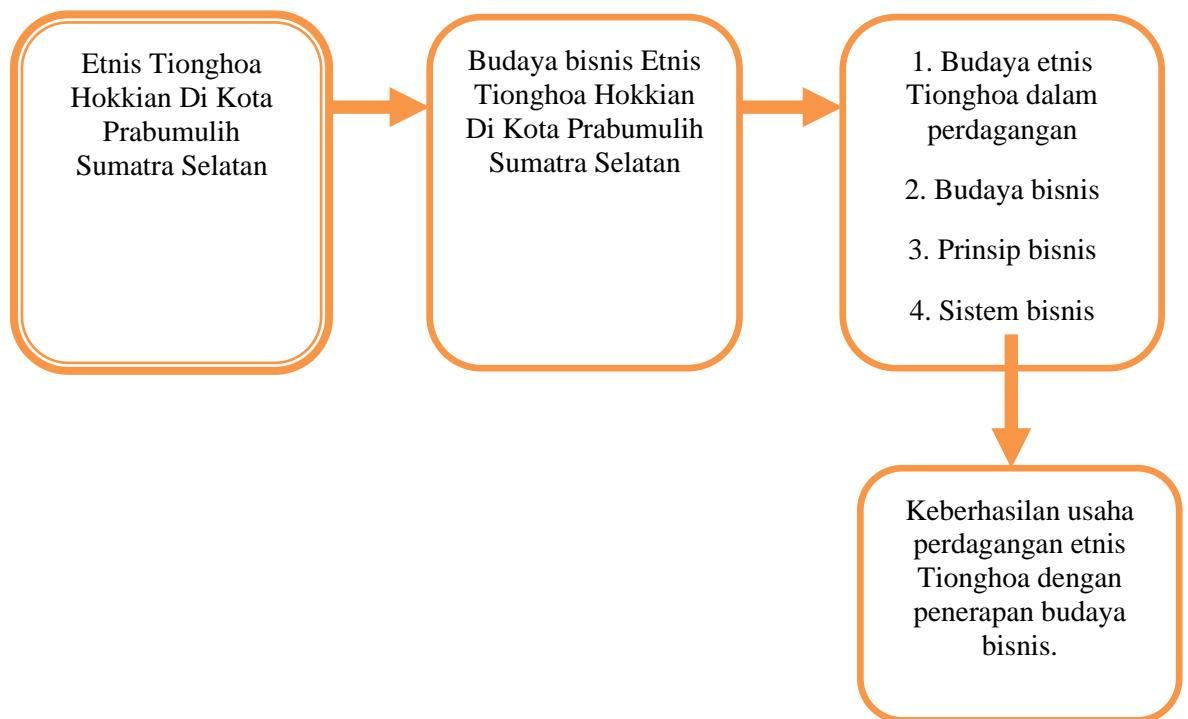 Etnis Tionghoa
Hokkian Di Kota
Prabumulih
Sumatra Selatan
Budaya bisnis Etnis
Tionghoa Hokkian
Di Kota Prabumulih
Sumatra Selatan
1. Budaya etnis
Tionghoa dalam
perdagangan
2. Budaya bisnis
3. Prinsip bisnis
4. Sistem bisnis
Keberhasilan usaha
perdagangan etnis
Tionghoa dengan
penerapan budaya
bisnis.